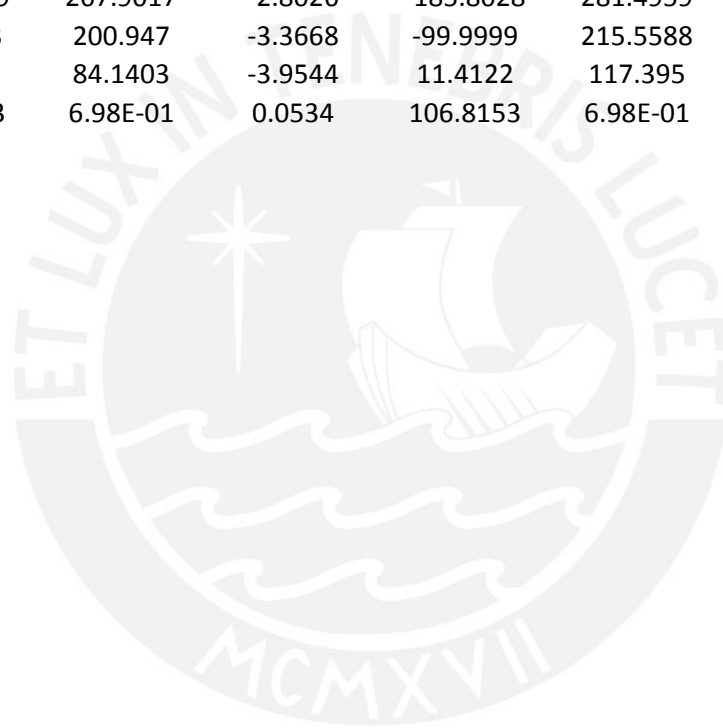 200.947 -3.3668 -99.9999 215.5588
84.1403 -3.9544 11.4122 117.395
6.98E-01 0.0534 106.8153 6.98E-01
ET LUX IN TENEBRIS LUCET
MCMXVII